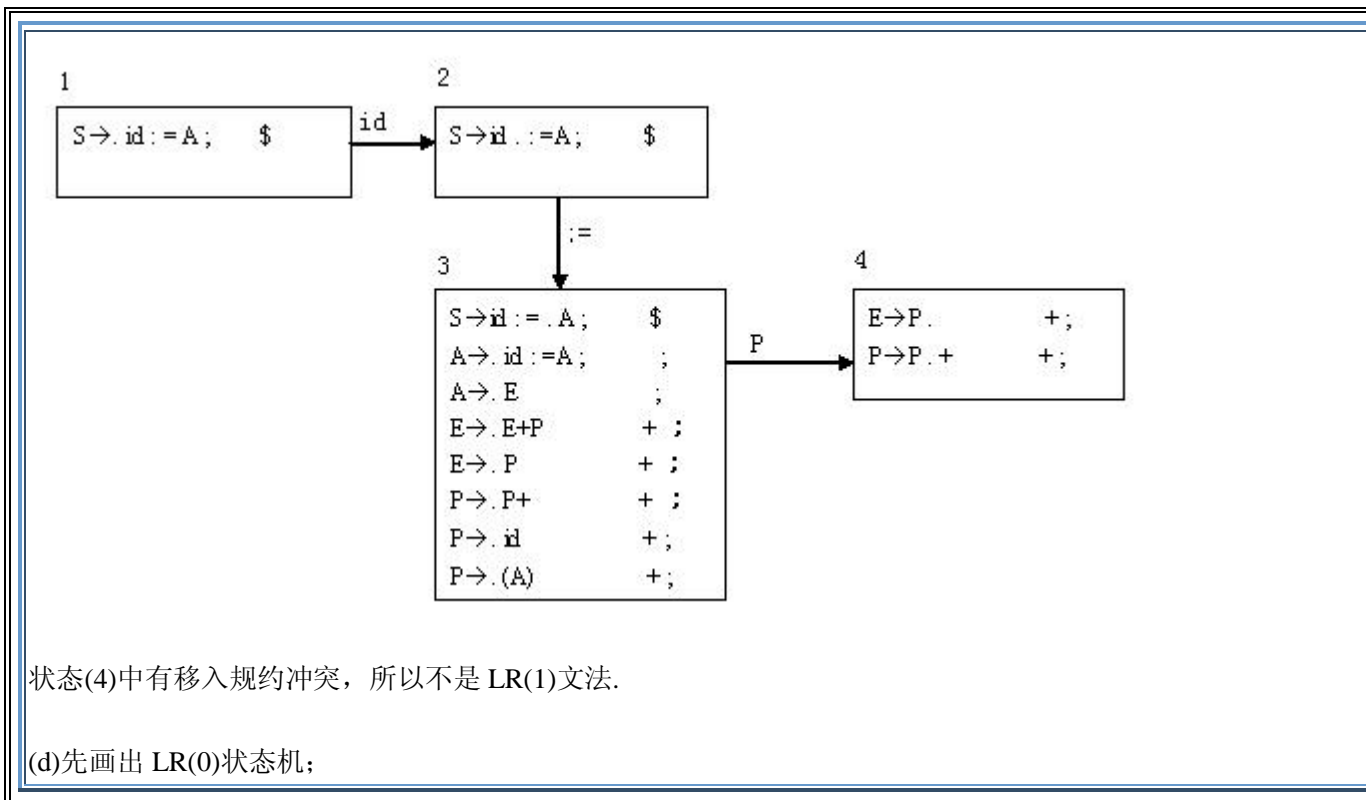 1
S→.id:=A; $
id
2
S→id.:=A; $
:=
3
S→id:=.A; $
A→.id:=A; ;
A→.E ;
E→.E+P + ;
E→.P + ;
P→.P+ + ;
P→.id +;
P→.(A) +;
P
4
E→P. +;
P→P.+ +;
状态(4)中有移入规约冲突，所以不是 LR(1)文法.
(d)先画出 LR(0)状态机；